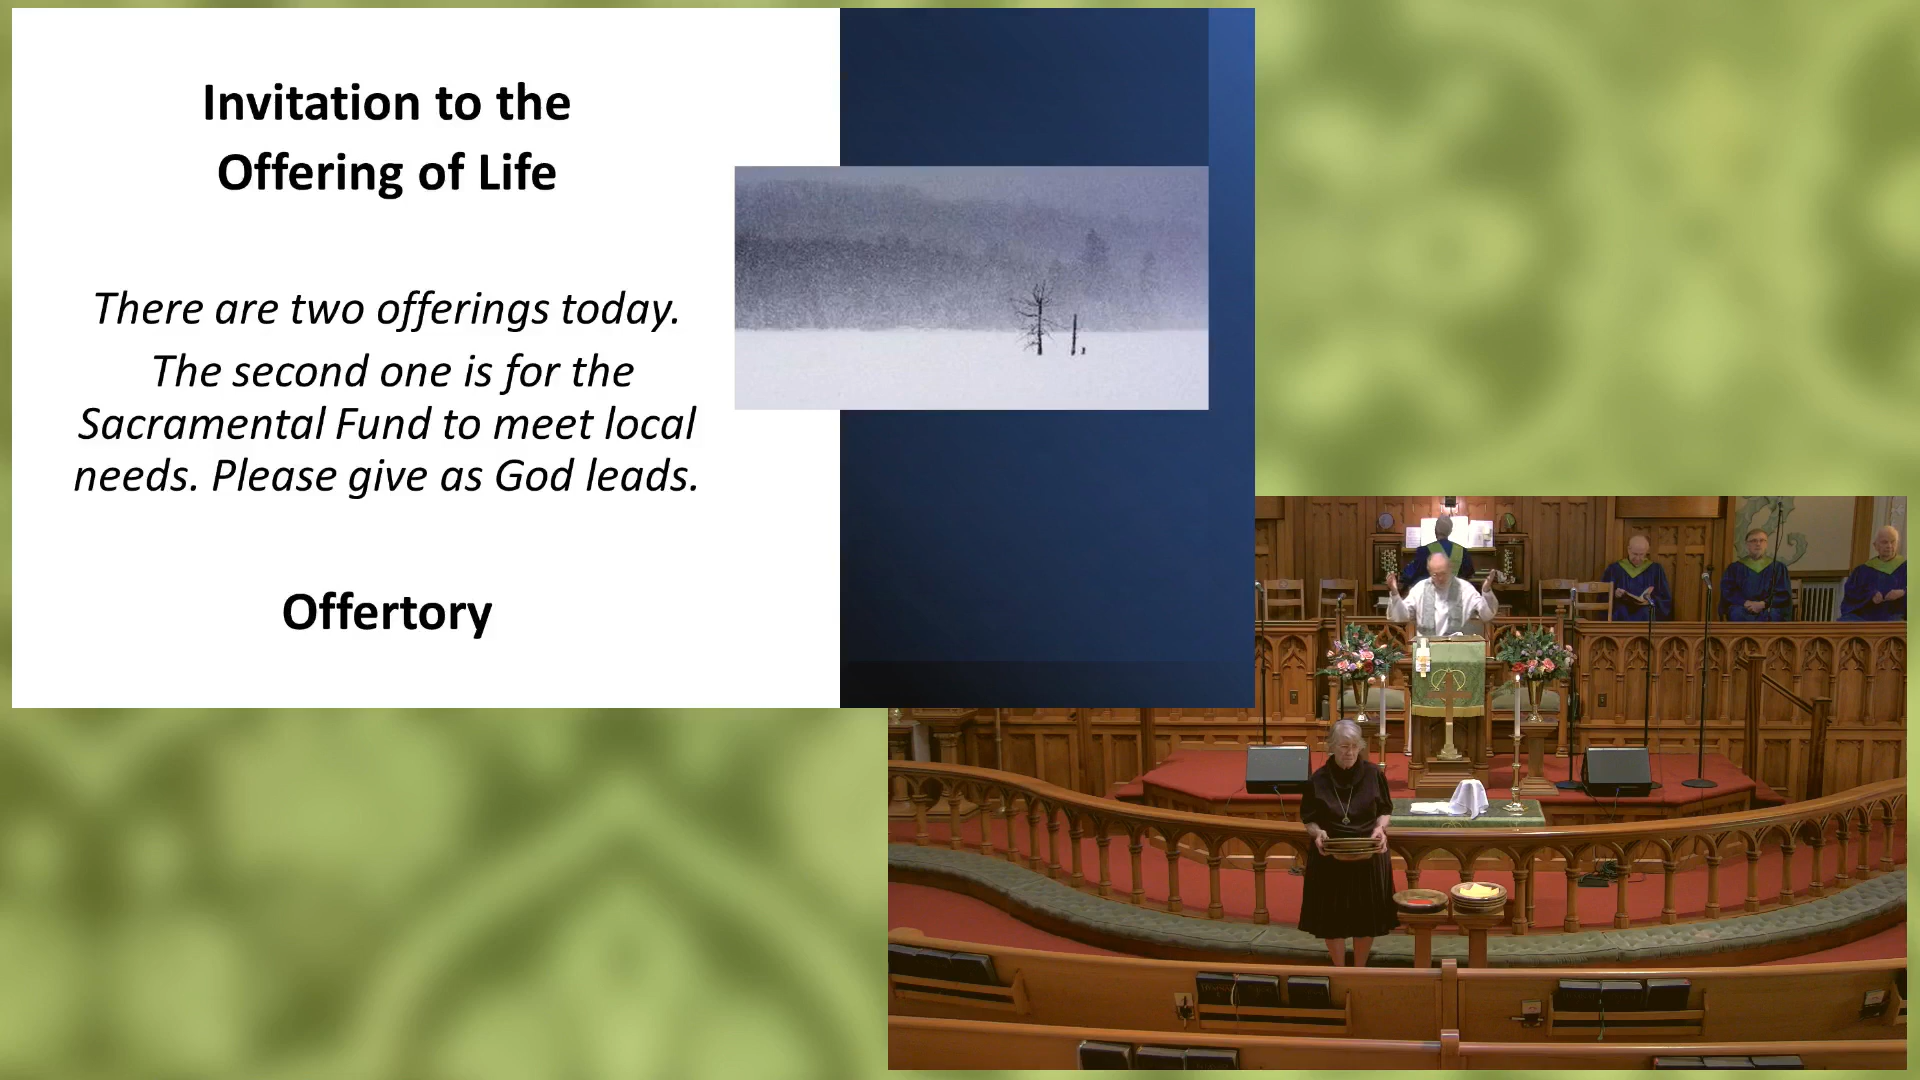 Invitation to the
Offering of Life
There are two offerings today.
The second one is for the
Sacramental Fund to meet local
needs. Please give as God leads.
Offertory